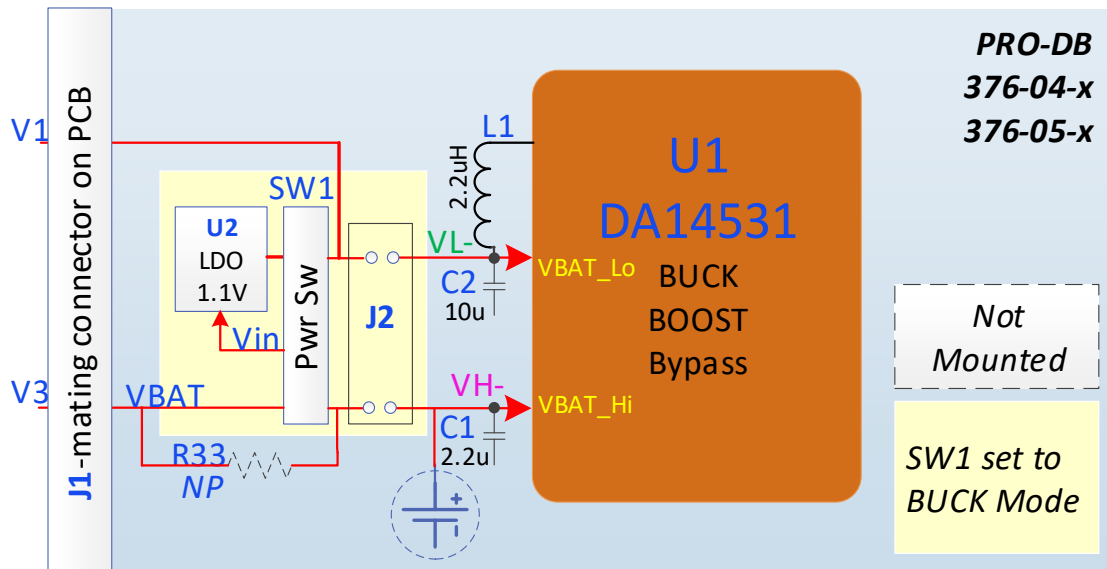 PRO-DB
376-04-x
376-05-x
J1-mating connector on PCB
V1
V3
VBAT
R33
NP
SW1
U2
LDO
1.1V
Vin
Pwr Sw
J2
L1
2.2uH
VL-
C2
10u
VH-
C1
2.2u
+
-
U1
DA14531
BUCK
BOOST
Bypass
VBAT_Lo
VBAT_Hi
Not
Mounted
SW1 set to
BUCK Mode